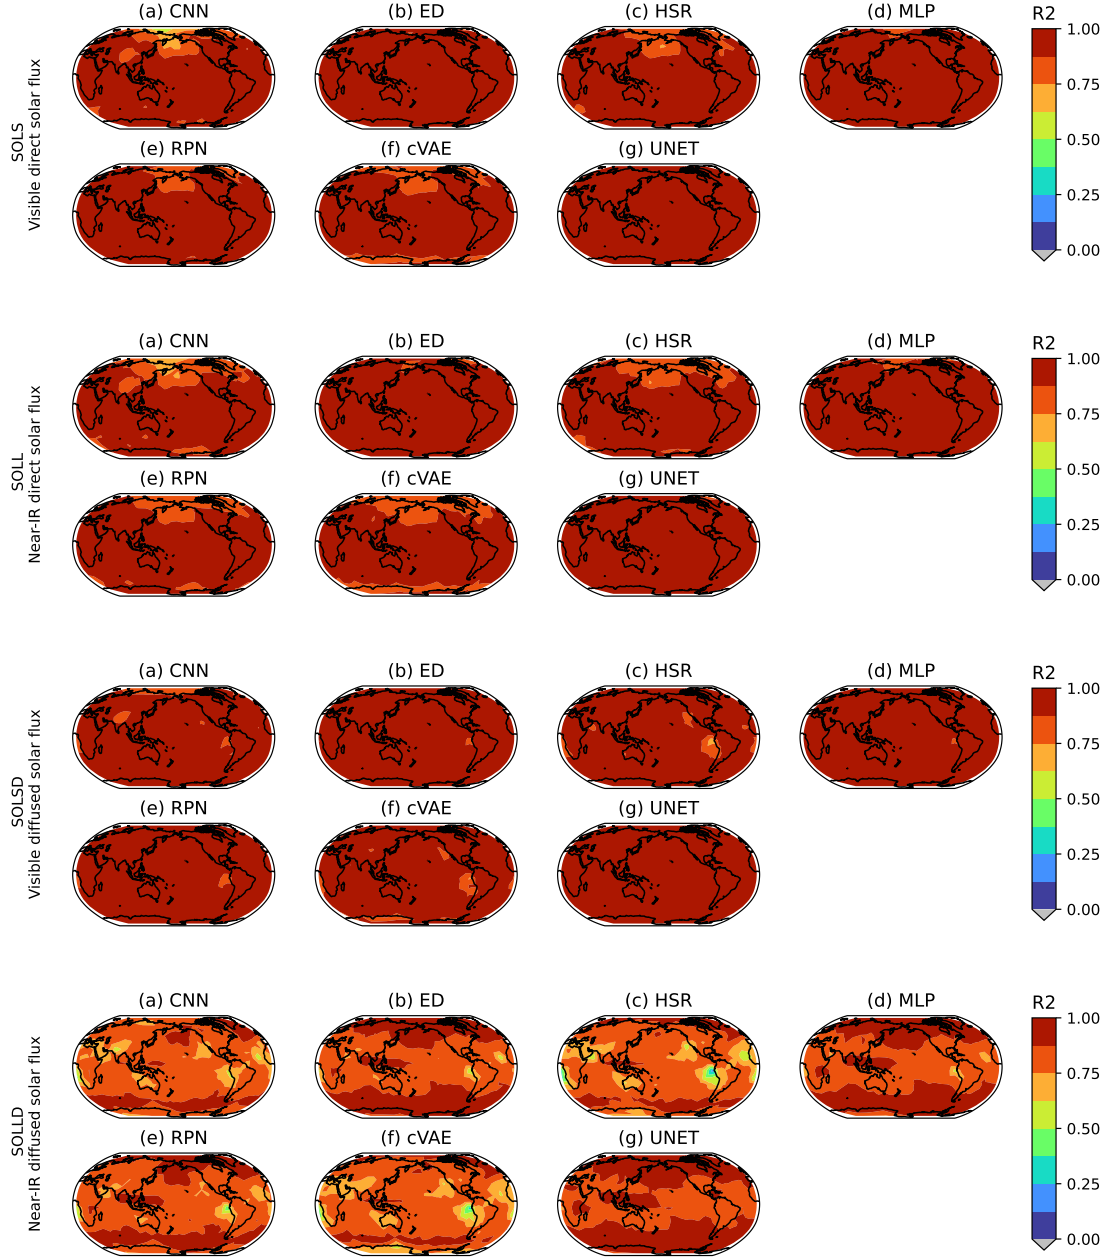 (a) CNN
(b) ED
(c) HSR
(d) MLP
R2
1.00
0.75
0.50
0.25
0.00
SOLS
Visible direct solar flux
(e) RPN
(f) cVAE
(g) UNET
(a) CNN
(b) ED
(c) HSR
(d) MLP
R2
1.00
0.75
0.50
0.25
0.00
SOLL
Near-IR direct solar flux
(e) RPN
(f) cVAE
(g) UNET
(a) CNN
(b) ED
(c) HSR
(d) MLP
R2
1.00
0.75
0.50
0.25
0.00
SOLSD
Visible diffused solar flux
(e) RPN
(f) cVAE
(g) UNET
(a) CNN
(b) ED
(c) HSR
(d) MLP
R2
1.00
0.75
0.50
0.25
0.00
SOLLD
Near-IR diffused solar flux
(e) RPN
(f) cVAE
(g) UNET